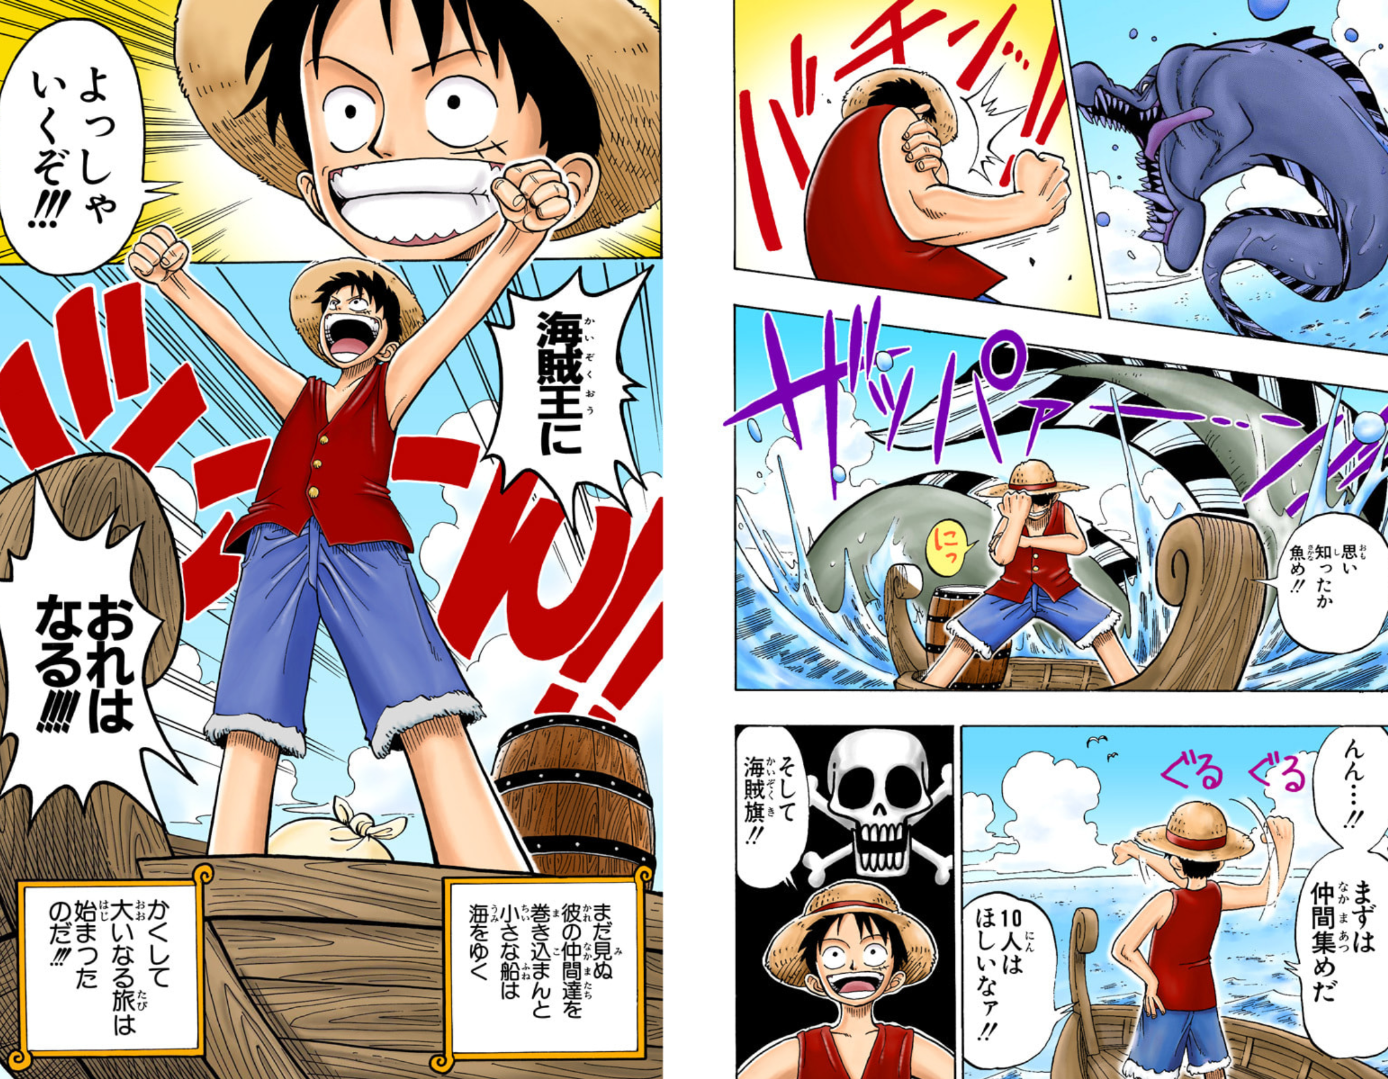 バチン…!!
ザッパァーー…ン!!
思い
知ったか
魚め!!
にっ
んん……!!
まずは
仲間集めだ
ぐる ぐる
10人は
ほしいなァ!!
そして
海賊旗!!
よっしゃ
いくぞ!!!
海賊王に
おれは
なる!!!!
まだ見ぬ
彼の仲間達を
巻き込まんと
小さな船は
海をゆく
かくして
大いなる旅は
始まった
のだ!!!